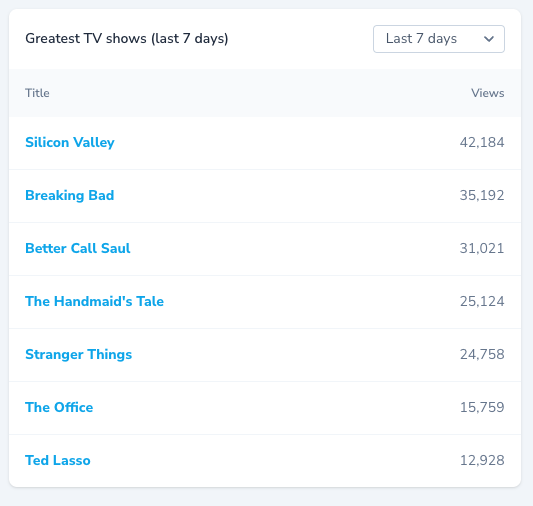 Greatest TV shows (last 7 days) Last 7 days
Title Views
Silicon Valley 42,184
Breaking Bad 35,192
Better Call Saul 31,021
The Handmaid's Tale 25,124
Stranger Things 24,758
The Office 15,759
Ted Lasso 12,928